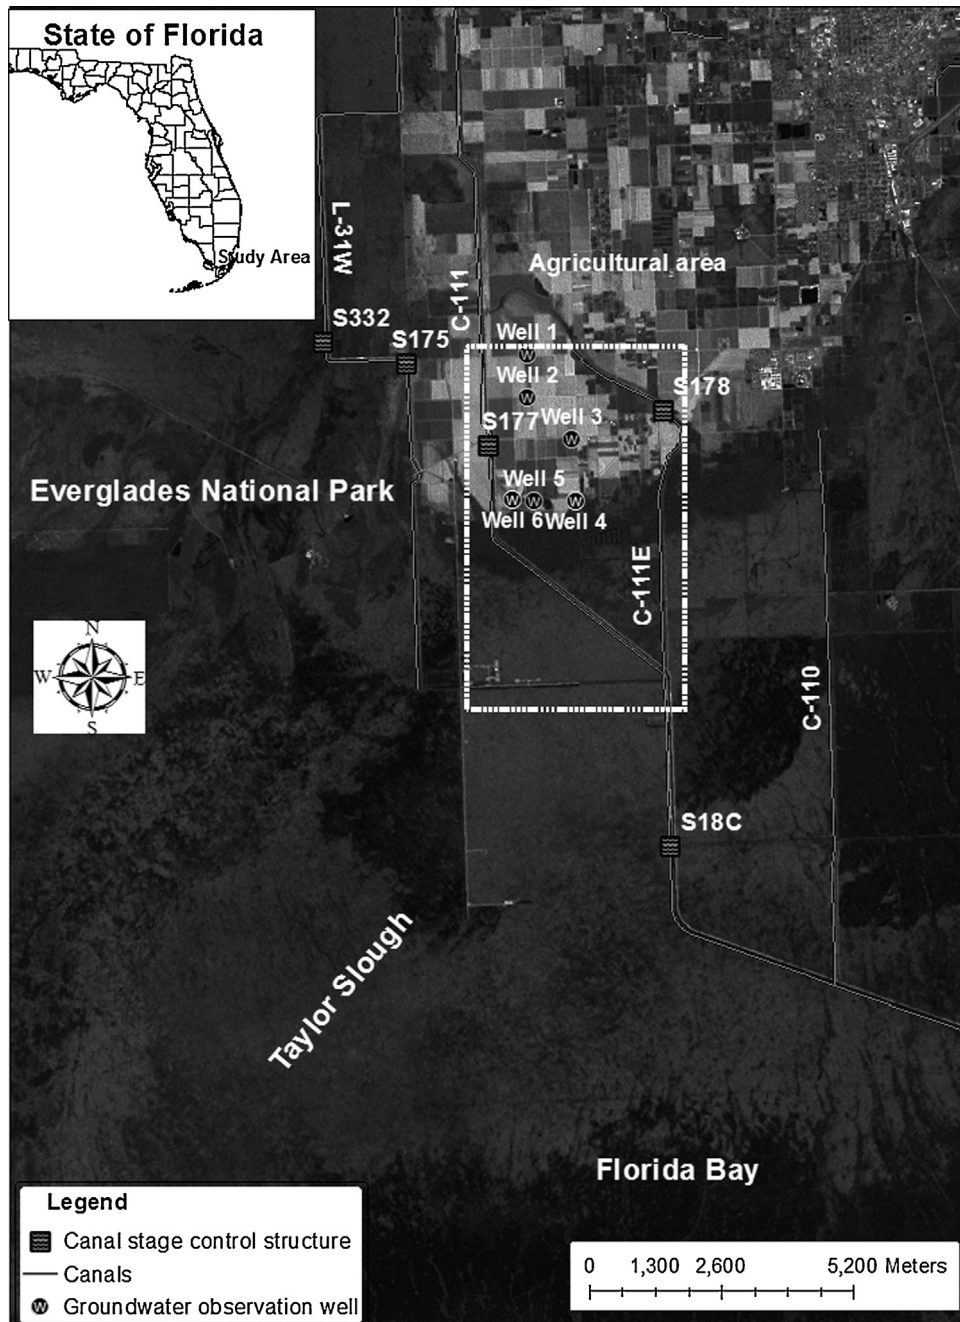 State of Florida
Study Area
L-31W
C-111
Agricultural area
S332
S175
Well 1
Well 2
S178
S177
Well 3
Everglades National Park
Well 5
Well 6
Well 4
C-111E
N
W
E
S
C-110
S18C
Taylor Slough
Florida Bay
Legend
Canal stage control structure
Canals
W Groundwater observation well
0 1,300 2,600 5,200 Meters